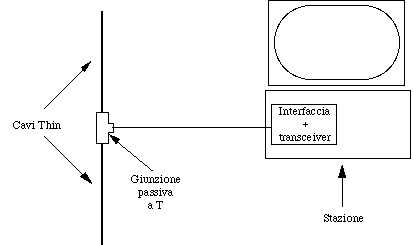 Interfaccia
+
transceiver
Cavi Thin
Giunzione
passiva
a T
Stazione